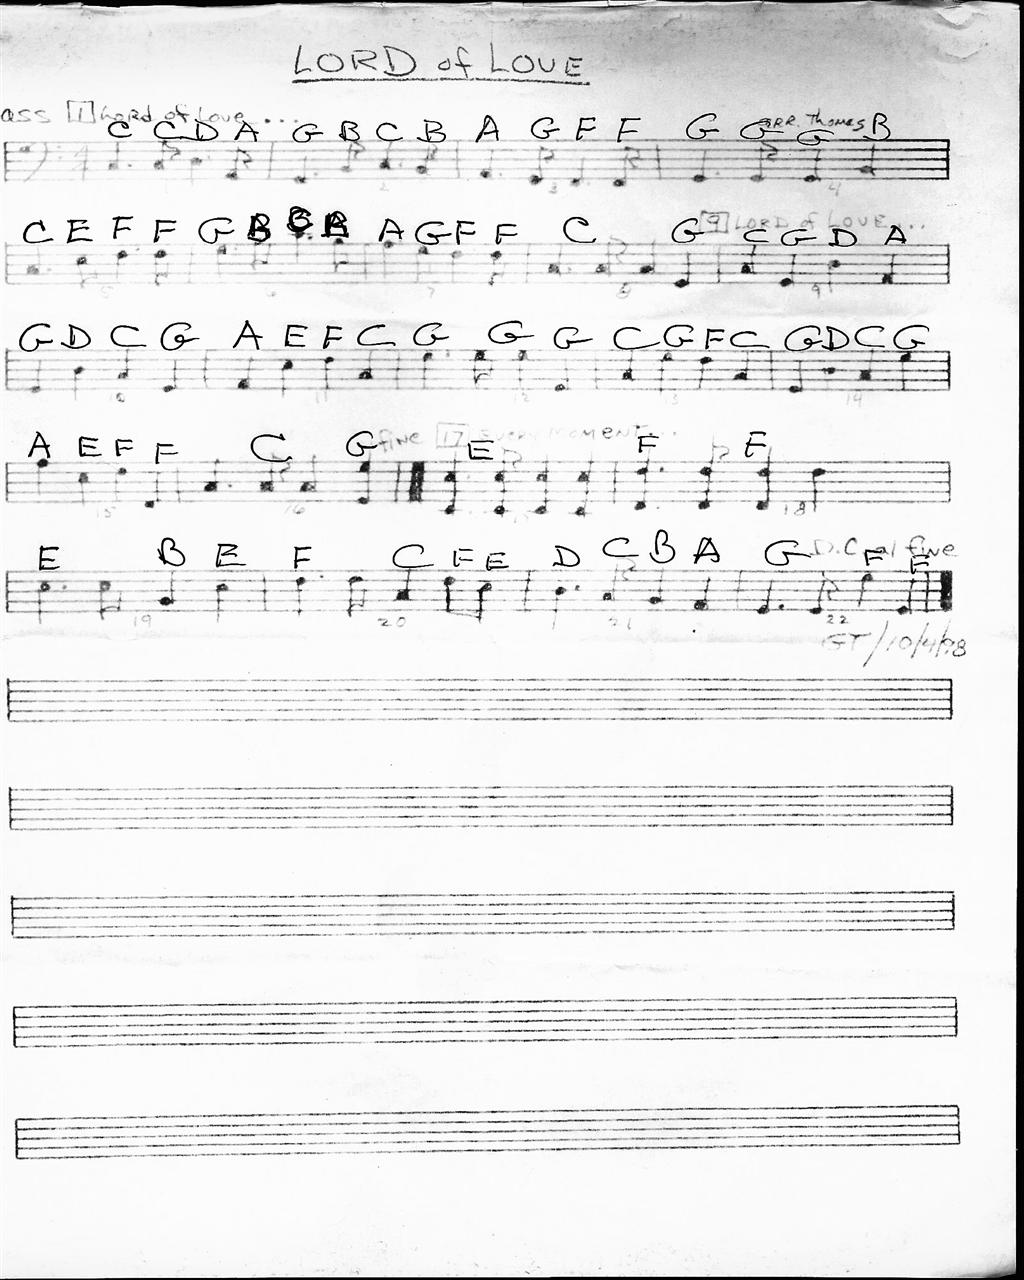 LORD of LOVE
ass 1 Lord of Love...
ARR. Thomas
C C D A G B C B A G F F G G G B
2 3 4
9 LORD of LOVE...
C E F F G B B B A G F F C G C G D A
5 6 7 8 9
G D C G A E F C G G G C G F C G D C G
10 11 12 13 14
fine 17 EVERY MOMENT...
A E F F C G E F F
15 16 17 18
D.C. al fine
E B E F C F E D C B A G F F
19 20 21 22
GT/10/4/98